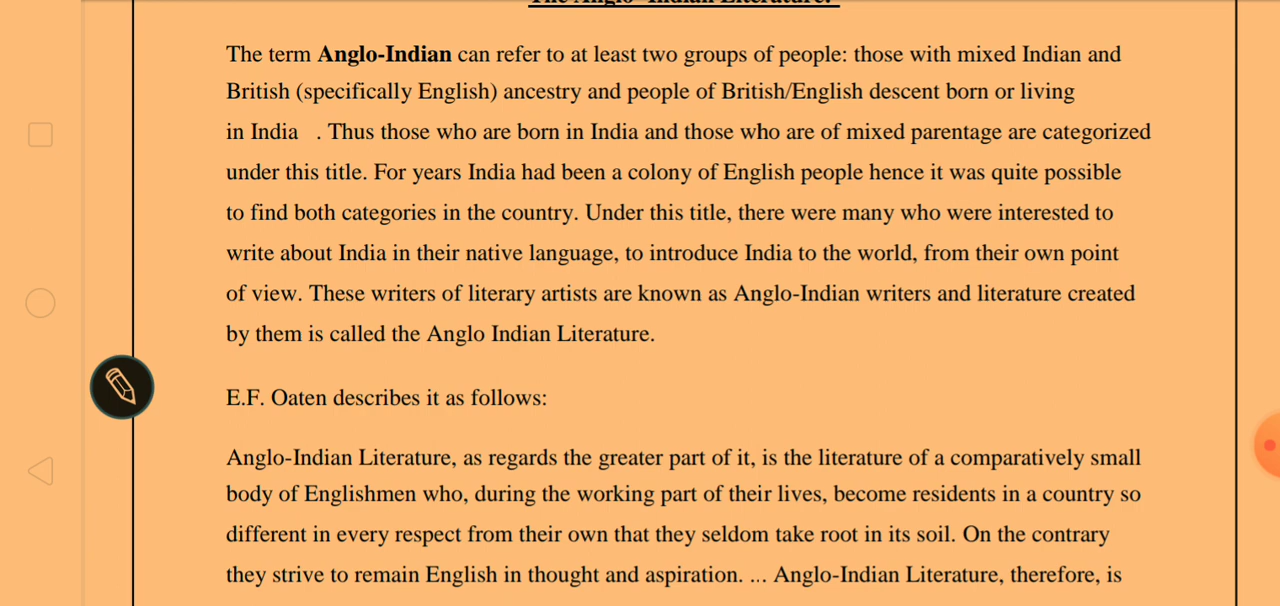 The Anglo- Indian Literature:
The term Anglo-Indian can refer to at least two groups of people: those with mixed Indian and
British (specifically English) ancestry and people of British/English descent born or living
in India . Thus those who are born in India and those who are of mixed parentage are categorized
under this title. For years India had been a colony of English people hence it was quite possible
to find both categories in the country. Under this title, there were many who were interested to
write about India in their native language, to introduce India to the world, from their own point
of view. These writers of literary artists are known as Anglo-Indian writers and literature created
by them is called the Anglo Indian Literature.
E.F. Oaten describes it as follows:
Anglo-Indian Literature, as regards the greater part of it, is the literature of a comparatively small
body of Englishmen who, during the working part of their lives, become residents in a country so
different in every respect from their own that they seldom take root in its soil. On the contrary
they strive to remain English in thought and aspiration. ... Anglo-Indian Literature, therefore, is